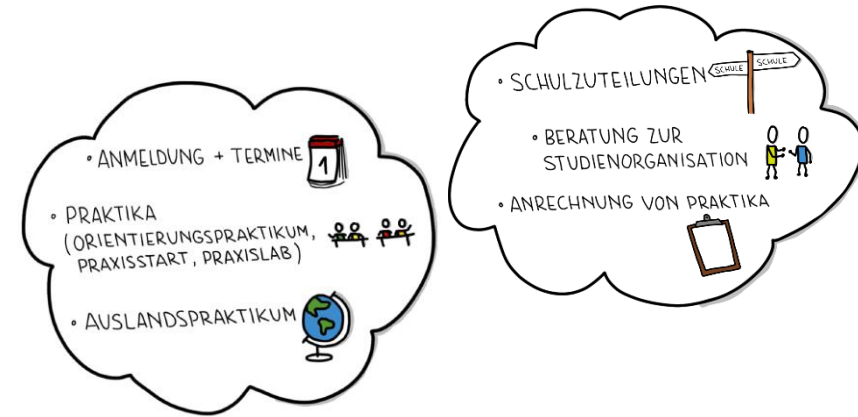 • ANMELDUNG + TERMINE
1
• PRAKTIKA
(ORIENTIERUNGSPRAKTIKUM,
PRAXISSTART, PRAXISLAB)
• AUSLANDSPRAKTIKUM
• SCHULZUTEILUNGEN
SCHULE
SCHULE
• BERATUNG ZUR
STUDIENORGANISATION
• ANRECHNUNG VON PRAKTIKA